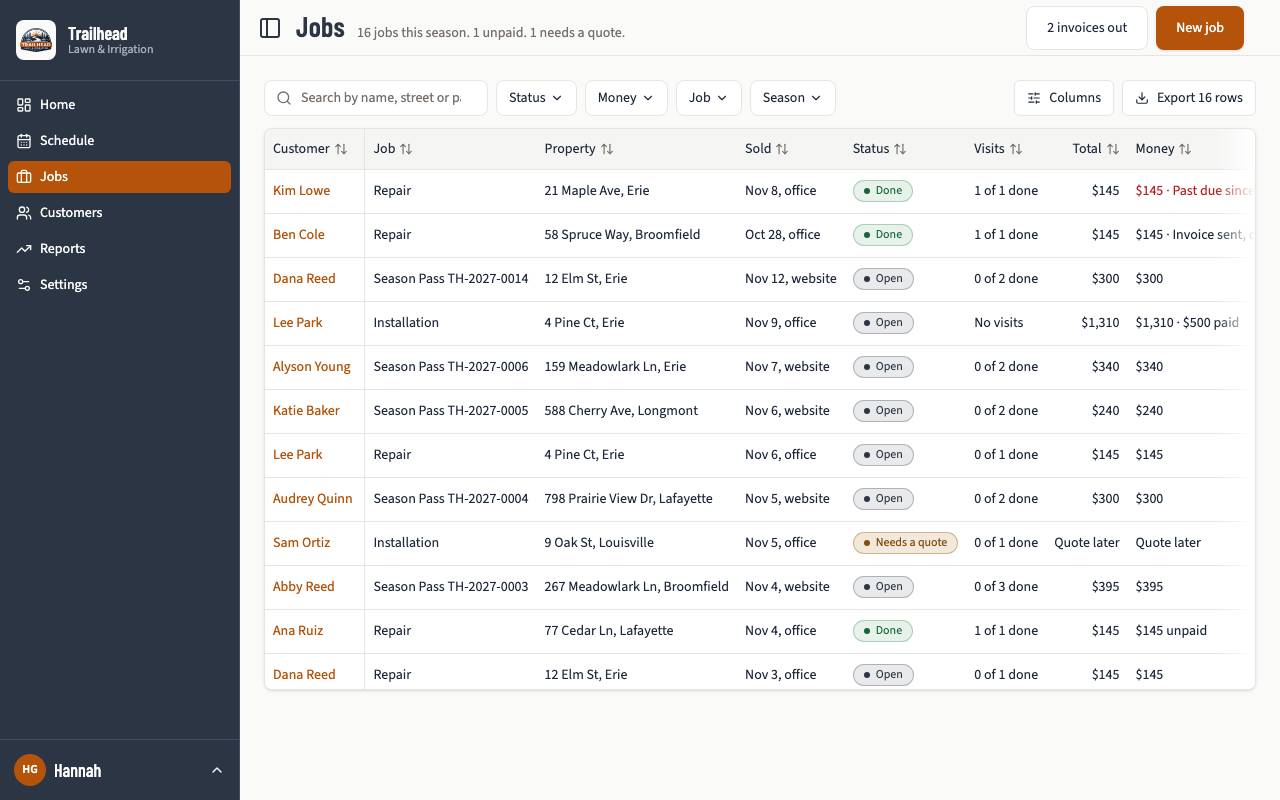 TRAILHEAD
Trailhead
Lawn & Irrigation
Home
Schedule
Jobs
Customers
Reports
Settings
HG Hannah
Jobs 16 jobs this season. 1 unpaid. 1 needs a quote. 2 invoices out New job
Search by name, street or p Status Money Job Season Columns Export 16 rows
Customer Job Property Sold Status Visits Total Money
Kim Lowe Repair 21 Maple Ave, Erie Nov 8, office Done 1 of 1 done $145 $145 · Past due since
Ben Cole Repair 58 Spruce Way, Broomfield Oct 28, office Done 1 of 1 done $145 $145 · Invoice sent,
Dana Reed Season Pass TH-2027-0014 12 Elm St, Erie Nov 12, website Open 0 of 2 done $300 $300
Lee Park Installation 4 Pine Ct, Erie Nov 9, office Open No visits $1,310 $1,310 · $500 paid
Alyson Young Season Pass TH-2027-0006 159 Meadowlark Ln, Erie Nov 7, website Open 0 of 2 done $340 $340
Katie Baker Season Pass TH-2027-0005 588 Cherry Ave, Longmont Nov 6, website Open 0 of 2 done $240 $240
Lee Park Repair 4 Pine Ct, Erie Nov 6, office Open 0 of 1 done $145 $145
Audrey Quinn Season Pass TH-2027-0004 798 Prairie View Dr, Lafayette Nov 5, website Open 0 of 2 done $300 $300
Sam Ortiz Installation 9 Oak St, Louisville Nov 5, office Needs a quote 0 of 1 done Quote later Quote later
Abby Reed Season Pass TH-2027-0003 267 Meadowlark Ln, Broomfield Nov 4, website Open 0 of 3 done $395 $395
Ana Ruiz Repair 77 Cedar Ln, Lafayette Nov 4, office Done 1 of 1 done $145 $145 unpaid
Dana Reed Repair 12 Elm St, Erie Nov 3, office Open 0 of 1 done $145 $145